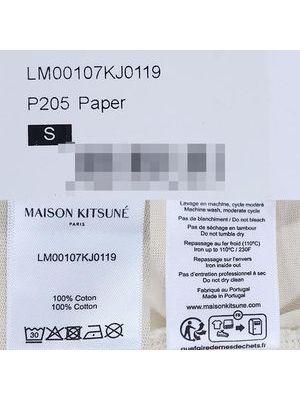 LM00107KJ0119
P205 Paper
S
MAISON KITSUNÉ
PARIS
LM00107KJ0119
100% Coton
100% Cotton
30
Lavage en machine, cycle modéré
Machine wash, moderate cycle
Pas de blanchiment / Do not bleach
Pas de séchage en tambour
Do not tumble dry
Repassage au fer froid (110°C)
Iron up to 110°C / 230F
Repassage sur l'envers
Iron from inside out
Pas d'entretien professionnel à sec
Do not dry clean
Fabriqué au Portugal
Made in Portugal
www.maisonkitsune.com
FR
quefairedemesdechets.fr